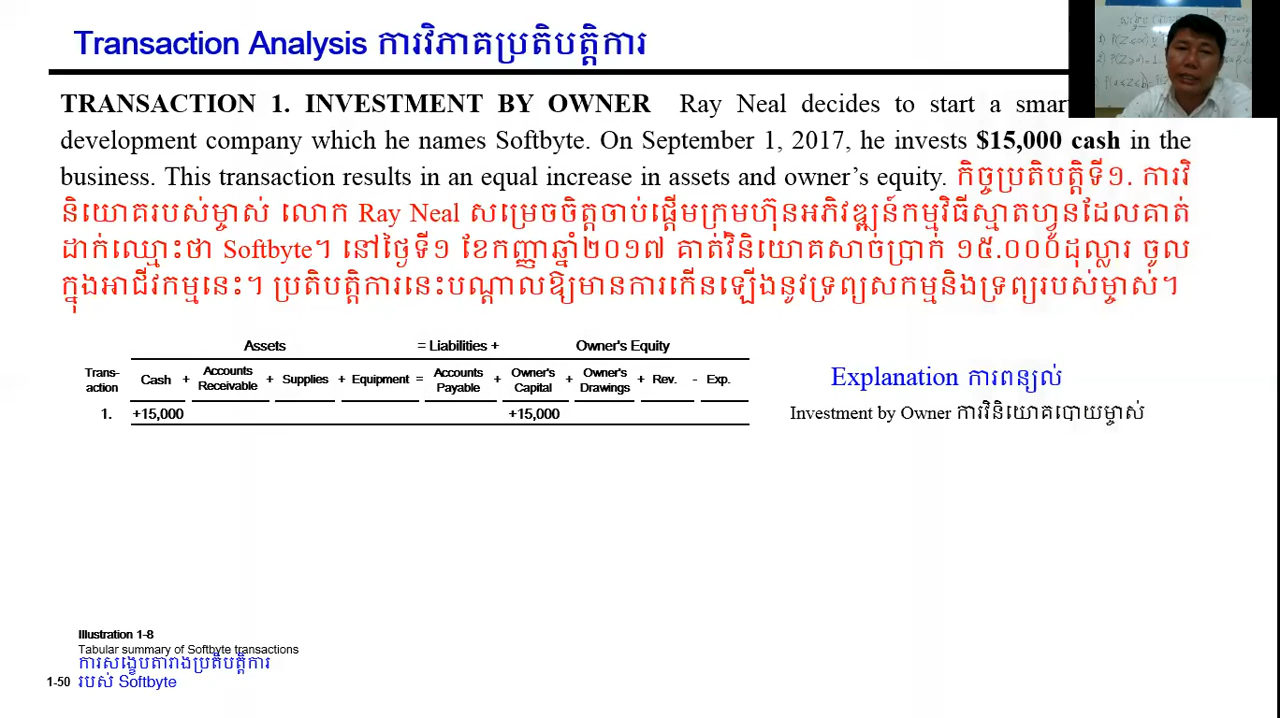 Transaction Analysis ការវិភាគប្រតិបត្តិការ
TRANSACTION 1. INVESTMENT BY OWNER Ray Neal decides to start a
development company which he names Softbyte. On September 1, 2017, he invests $15,000 cash in the
business. This transaction results in an equal increase in assets and owner's equity. កិច្ចប្រតិបត្តិទី១. ការវិ
និយោគរបស់ម្ចាស់ លោក Ray Neal សម្រេចចិត្តចាប់ផ្តើមក្រុមហ៊ុនអភិវឌ្ឍន៍កម្មវិធីស្មាតហ្វូនដែលគាត់
ដាក់ឈ្មោះថា Softbyte។ នៅថ្ងៃទី១ ខែកញ្ញាឆ្នាំ២០១៧ គាត់វិនិយោគសាច់ប្រាក់ ១៥.០០០ដុល្លារ ចូល
ក្នុងអាជីវកម្មនេះ។ ប្រតិបត្តិការនេះបណ្តាលឱ្យមានការកើនឡើងនូវទ្រព្យសកម្មនិងទ្រព្យរបស់ម្ចាស់។
Assets = Liabilities + Owner's Equity
Trans-action Cash + Accounts Receivable + Supplies + Equipment = Accounts Payable + Owner's Capital + Owner's Drawings + Rev. - Exp.
1. +15,000 +15,000
Explanation ការពន្យល់
Investment by Owner ការវិនិយោគបោយម្ចាស់
Illustration 1-8
Tabular summary of Softbyte transactions
ការសង្ខេបតារាងប្រតិបត្តិការ
1-50 របស់ Softbyte